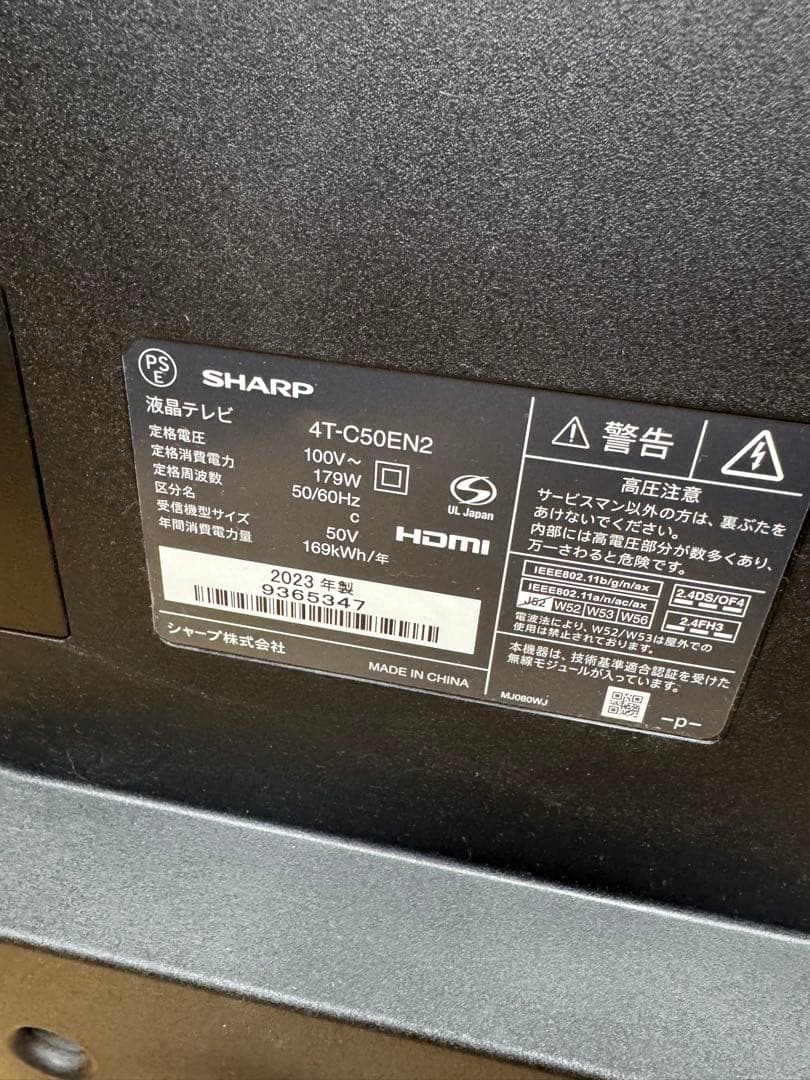 PS
E
SHARP
液晶テレビ 4T-C50EN2
定格電圧 100V～
定格消費電力 179W
定格周波数 50/60Hz
区分名 c
受信機型サイズ 50V
年間消費電力量 169kWh/年
S
UL Japan
HDMI
2023 年製
9365347
シャープ株式会社
MADE IN CHINA
警告
高圧注意
サービスマン以外の方は、裏ぶたを
あけないでください。
内部には高電圧部分が数多くあり、
万一さわると危険です。
IEEE802.11b/g/n/ax
IEEE802.11a/n/ac/ax
J52 W52 W53 W56
2.4DS/OF4
2.4FH3
電波法により、W52/W53は屋外での
使用は禁止されております。
本機器は、技術基準適合認証を受けた
無線モジュールが入っています。
MJ080WJ
-p-